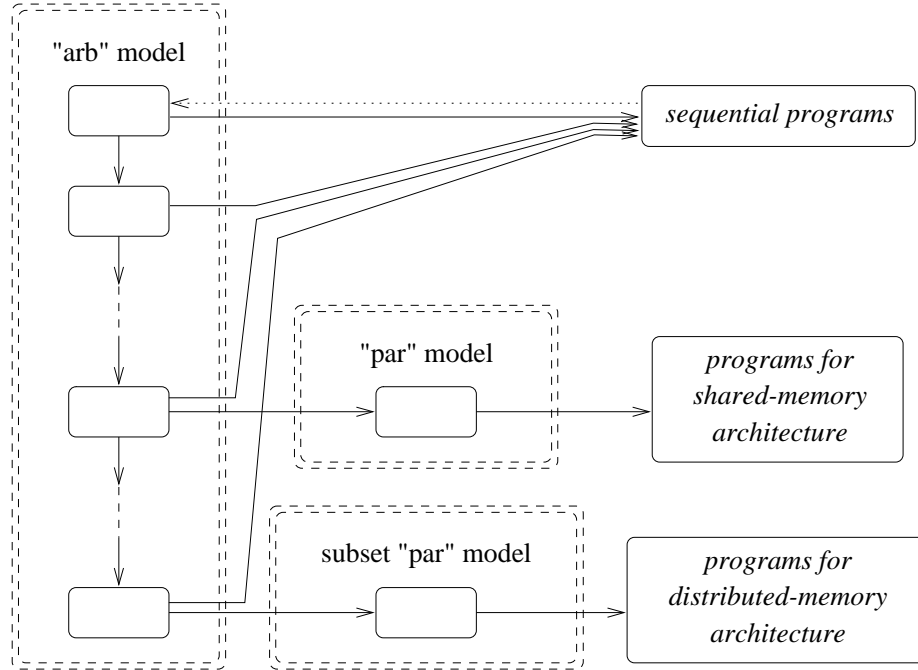 "arb" model
sequential programs
"par" model
programs for
shared-memory
architecture
subset "par" model
programs for
distributed-memory
architecture